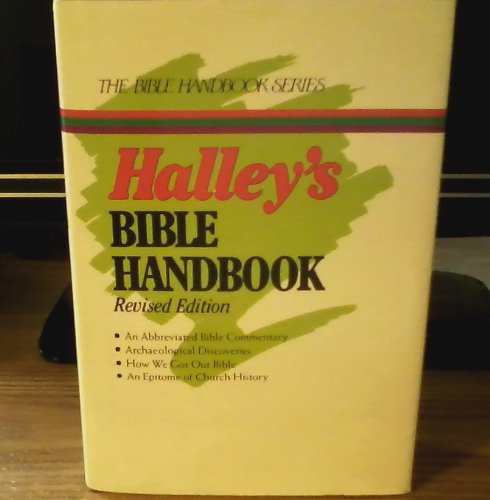 THE BIBLE HANDBOOK SERIES
Halley's
BIBLE
HANDBOOK
Revised Edition
• An Abbreviated Bible Commentary
• Archaeological Discoveries
• How We Got Our Bible
• An Epitome of Church History